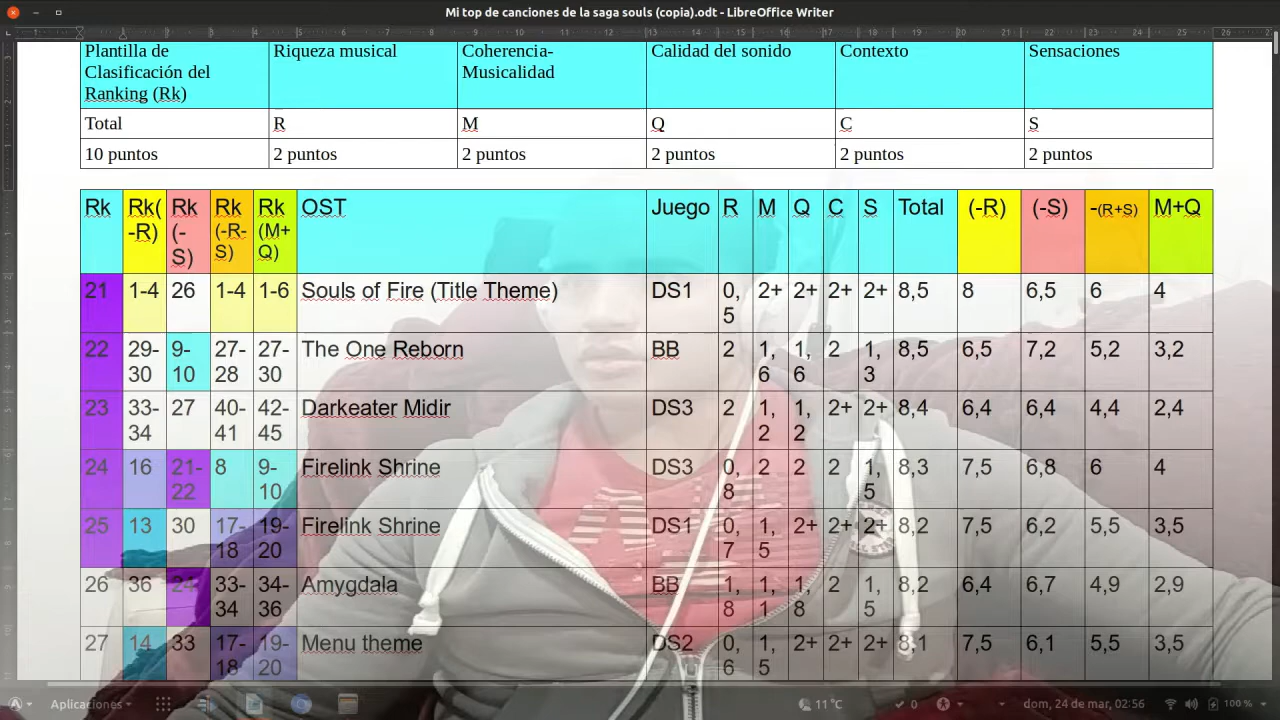 Mi top de canciones de la saga souls (copia).odt - LibreOffice Writer
Plantilla de Clasificación del Ranking (Rk) Riqueza musical Coherencia-Musicalidad Calidad del sonido Contexto Sensaciones
Total R M Q C S
10 puntos 2 puntos 2 puntos 2 puntos 2 puntos 2 puntos
Rk Rk(-R) Rk (-S) Rk (-R-S) Rk (M+Q) OST Juego R M Q C S Total (-R) (-S) -(R+S) M+Q
21 1-4 26 1-4 1-6 Souls of Fire (Title Theme) DS1 0,5 2+ 2+ 2+ 2+ 8,5 8 6,5 6 4
22 29-30 9-10 27-28 27-30 The One Reborn BB 2 1,6 1,6 2 1,3 8,5 6,5 7,2 5,2 3,2
23 33-34 27 40-41 42-45 Darkeater Midir DS3 2 1,2 1,2 2+ 2+ 8,4 6,4 6,4 4,4 2,4
24 16 21-22 8 9-10 Firelink Shrine DS3 0,8 2 2 2 1,5 8,3 7,5 6,8 6 4
25 13 30 17-18 19-20 Firelink Shrine DS1 0,7 1,5 2+ 2+ 2+ 8,2 7,5 6,2 5,5 3,5
26 36 24 33-34 34-36 Amygdala BB 1,8 1,1 1,8 2 1,5 8,2 6,4 6,7 4,9 2,9
27 14 33 17-18 19-20 Menu theme DS2 0,6 1,5 2+ 2+ 2+ 8,1 7,5 6,1 5,5 3,5
Aplicaciones 11 °C 0 dom, 24 de mar, 02:56 100 %